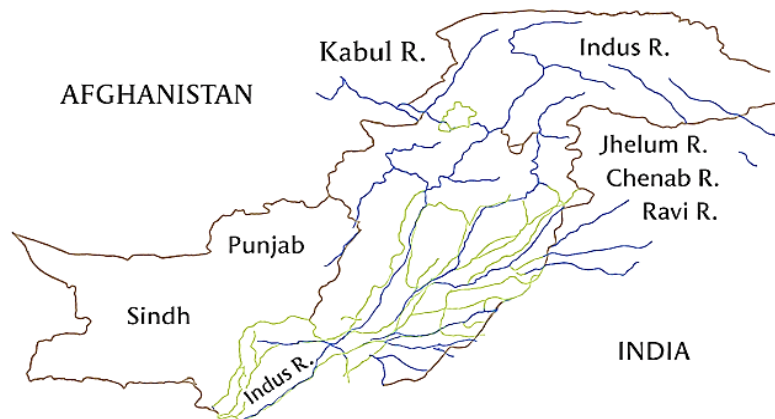 Kabul R.
Indus R.
AFGHANISTAN
Jhelum R.
Chenab R.
Ravi R.
Punjab
Sindh
Indus R.
INDIA